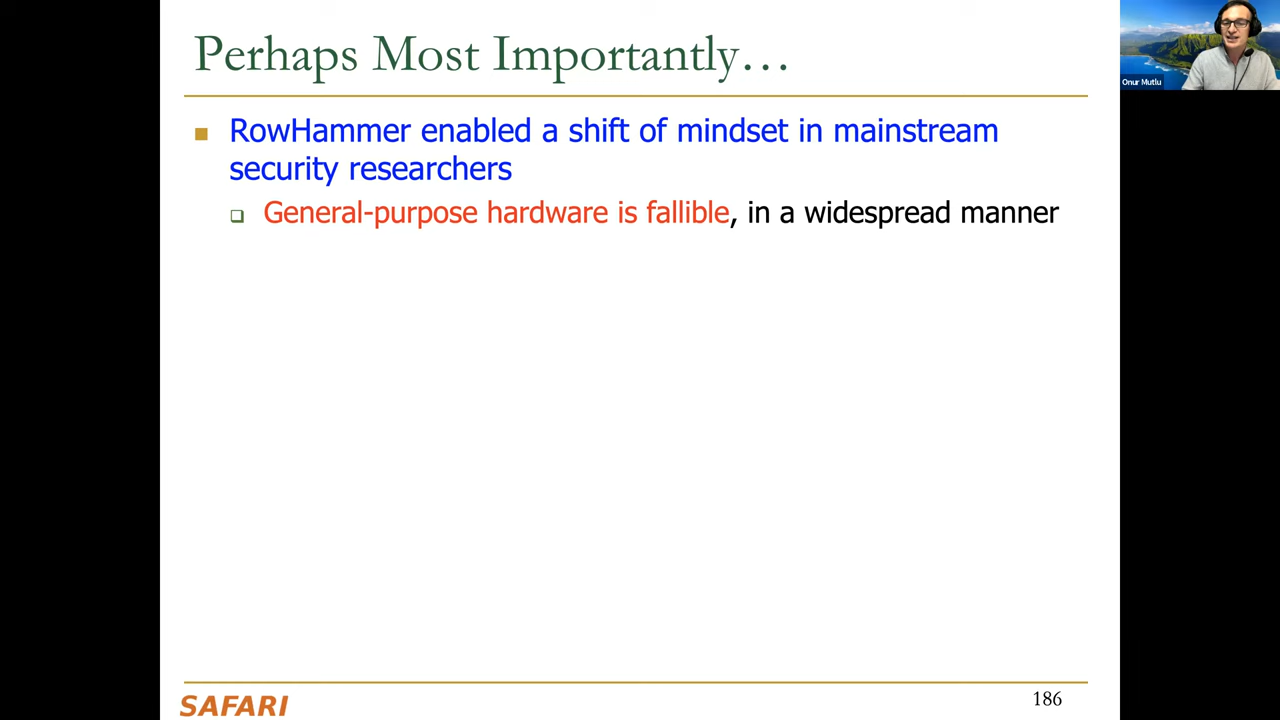 Perhaps Most Importantly…
Onur Mutlu
RowHammer enabled a shift of mindset in mainstream
security researchers
General-purpose hardware is fallible, in a widespread manner
SAFARI
186